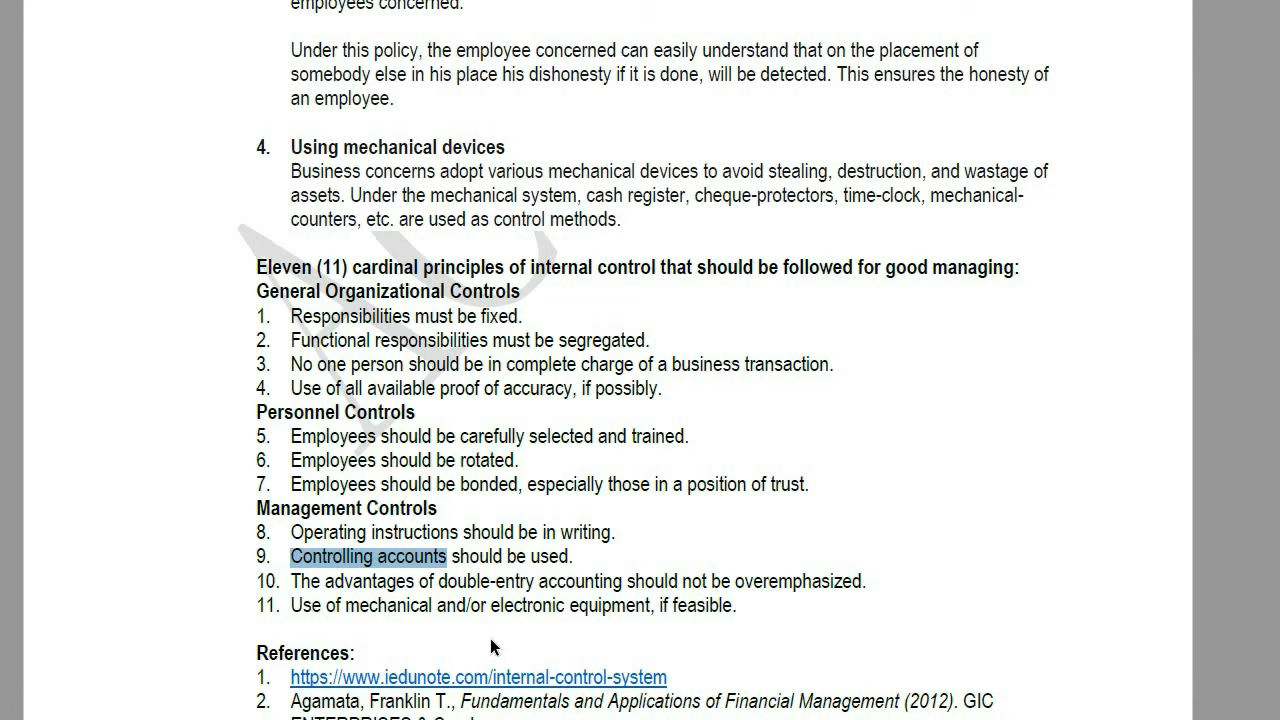 employees concerned.
Under this policy, the employee concerned can easily understand that on the placement of
somebody else in his place his dishonesty if it is done, will be detected. This ensures the honesty of
an employee.
4. Using mechanical devices
Business concerns adopt various mechanical devices to avoid stealing, destruction, and wastage of
assets. Under the mechanical system, cash register, cheque-protectors, time-clock, mechanical-
counters, etc. are used as control methods.
Eleven (11) cardinal principles of internal control that should be followed for good managing:
General Organizational Controls
1. Responsibilities must be fixed.
2. Functional responsibilities must be segregated.
3. No one person should be in complete charge of a business transaction.
4. Use of all available proof of accuracy, if possibly.
Personnel Controls
5. Employees should be carefully selected and trained.
6. Employees should be rotated.
7. Employees should be bonded, especially those in a position of trust.
Management Controls
8. Operating instructions should be in writing.
9. Controlling accounts should be used.
10. The advantages of double-entry accounting should not be overemphasized.
11. Use of mechanical and/or electronic equipment, if feasible.
References:
1. https://www.iedunote.com/internal-control-system
2. Agamata, Franklin T., Fundamentals and Applications of Financial Management (2012). GIC